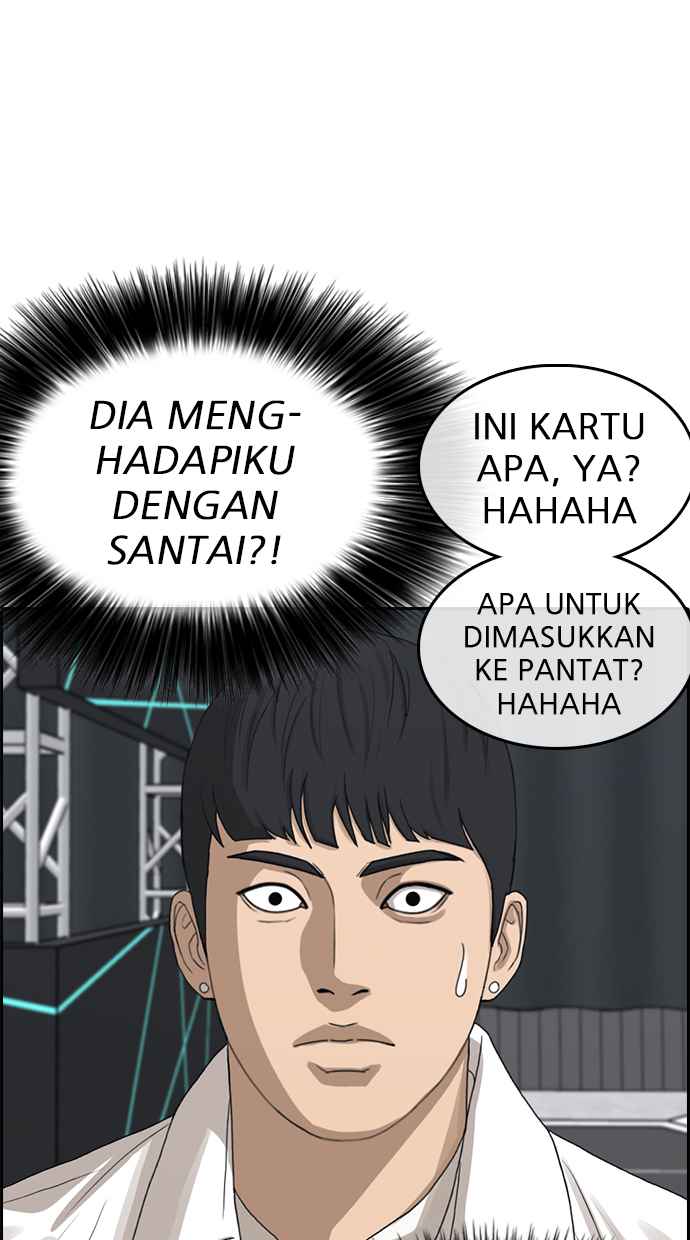 DIA MENG-
HADAPIKU
DENGAN
SANTAI?!
INI KARTU
APA, YA?
HAHAHA
APA UNTUK
DIMASUKKAN
KE PANTAT?
HAHAHA